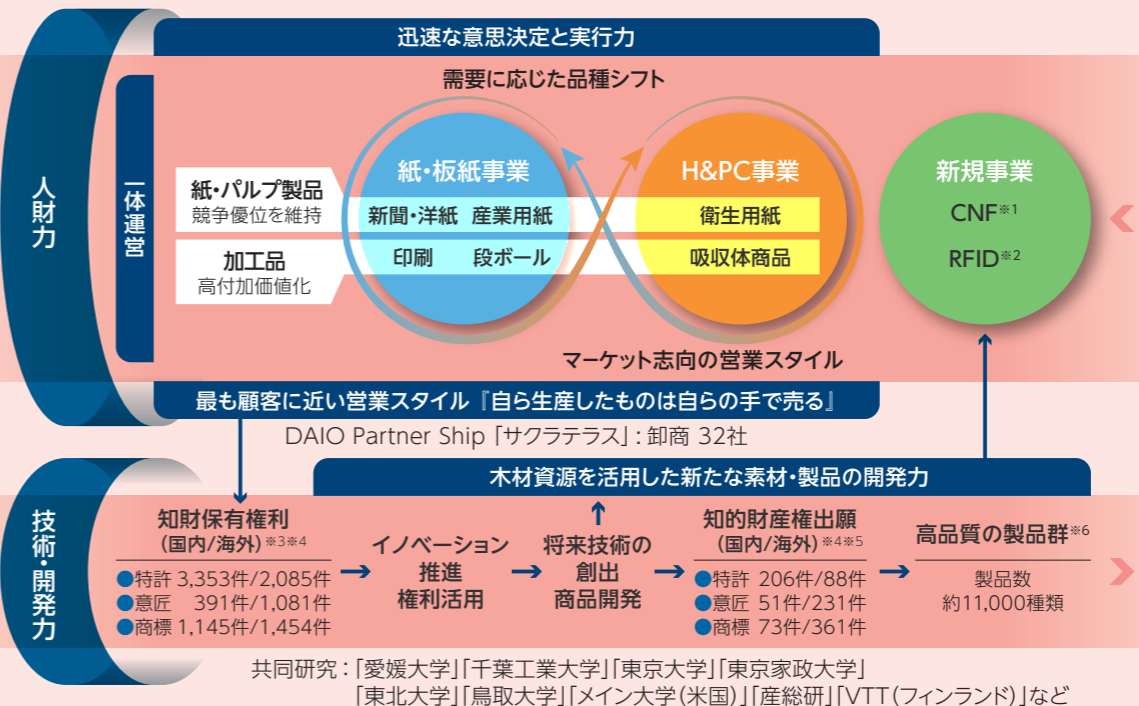 迅速な意思決定と実行力
需要に応じた品種シフト
人財力
一体運営
紙・パルプ製品
競争優位を維持
加工品
高付加価値化
紙・板紙事業
新聞・洋紙 産業用紙
印刷 段ボール
H&PC事業
衛生用紙
吸収体商品
新規事業
CNF※1
RFID※2
マーケット志向の営業スタイル
最も顧客に近い営業スタイル『自ら生産したものは自らの手で売る』
DAIO Partner Ship「サクラテラス」: 卸商 32社
木材資源を活用した新たな素材・製品の開発力
技術・開発力
知財保有権利
(国内/海外)※3※4
●特許 3,353件/2,085件
●意匠 391件/1,081件
●商標 1,145件/1,454件
イノベーション
推進
権利活用
将来技術の
創出
商品開発
知的財産権出願
(国内/海外)※4※5
●特許 206件/88件
●意匠 51件/231件
●商標 73件/361件
高品質の製品群※6
製品数
約11,000種類
共同研究:「愛媛大学」「千葉工業大学」「東京大学」「東京家政大学」
「東北大学」「鳥取大学」「メイン大学(米国)」「産総研」「VTT(フィンランド)」など